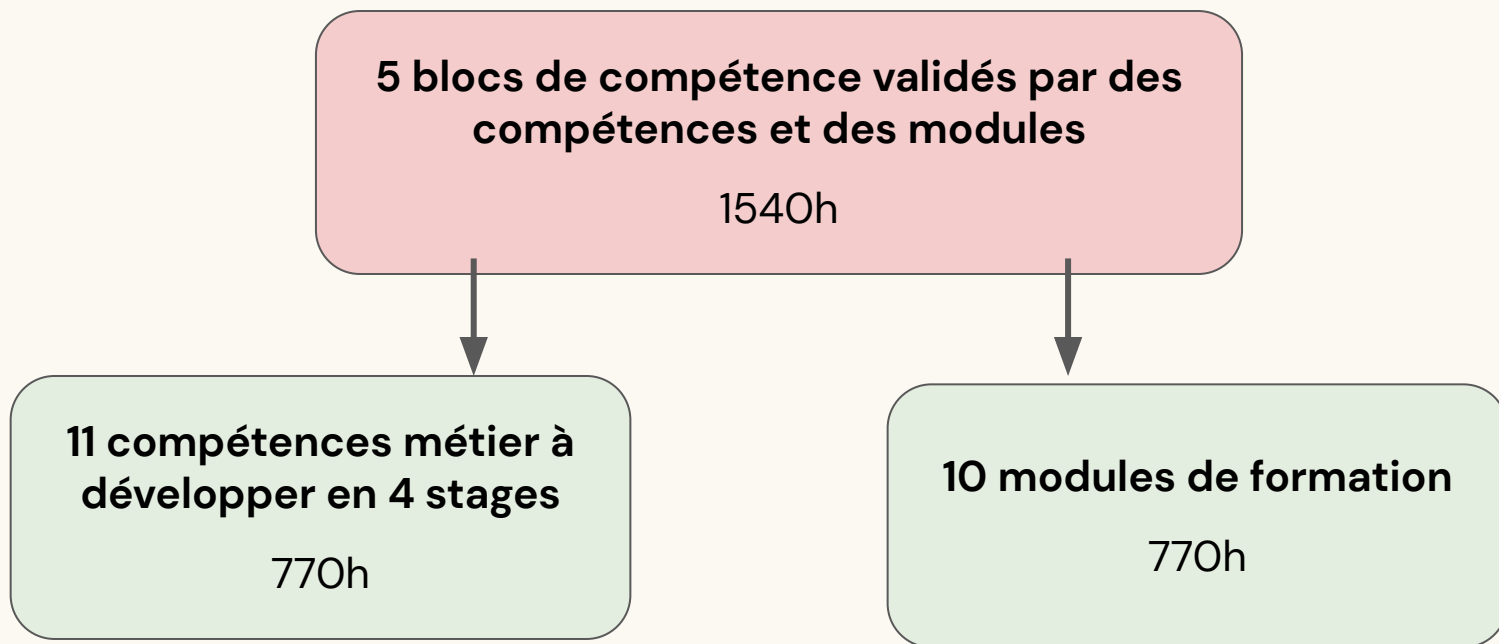 5 blocs de compétence validés par des
compétences et des modules
1540h
11 compétences métier à
développer en 4 stages
770h
10 modules de formation
770h